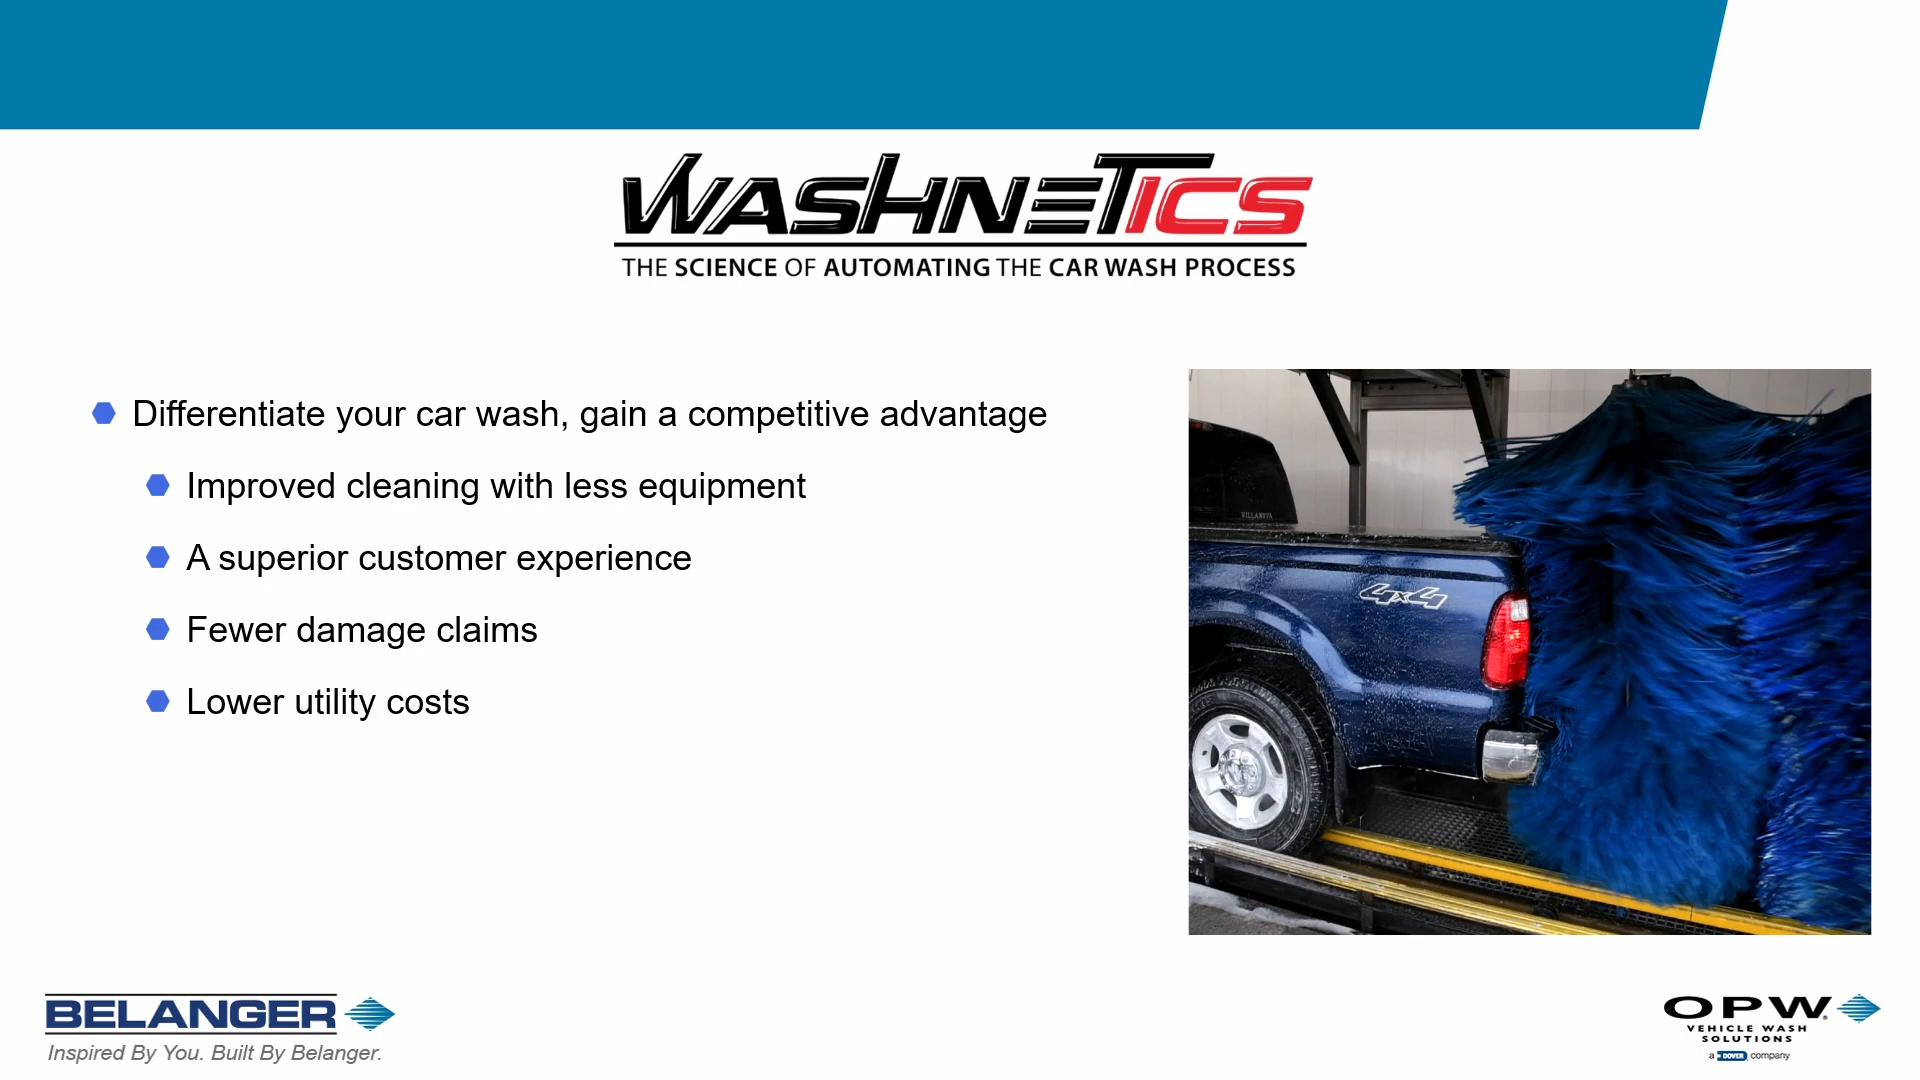 WASHNETICS
THE SCIENCE OF AUTOMATING THE CAR WASH PROCESS
Differentiate your car wash, gain a competitive advantage
Improved cleaning with less equipment
A superior customer experience
Fewer damage claims
Lower utility costs
VILLANOVA
4x4
BELANGER
Inspired By You. Built By Belanger.
OPW®
VEHICLE WASH
SOLUTIONS
a DOVER company